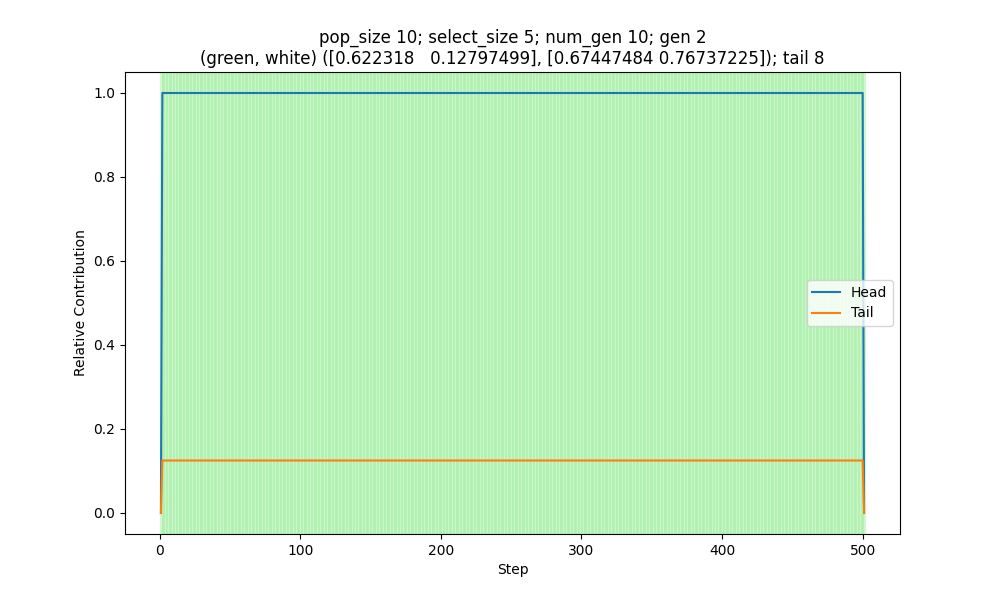 pop_size 10; select_size 5; num_gen 10; gen 2
(green, white) ([0.622318   0.12797499], [0.67447484 0.76737225]); tail 8
1.0
0.8
0.6
0.4
0.2
0.0
Relative Contribution
Head
Tail
0 100 200 300 400 500
Step